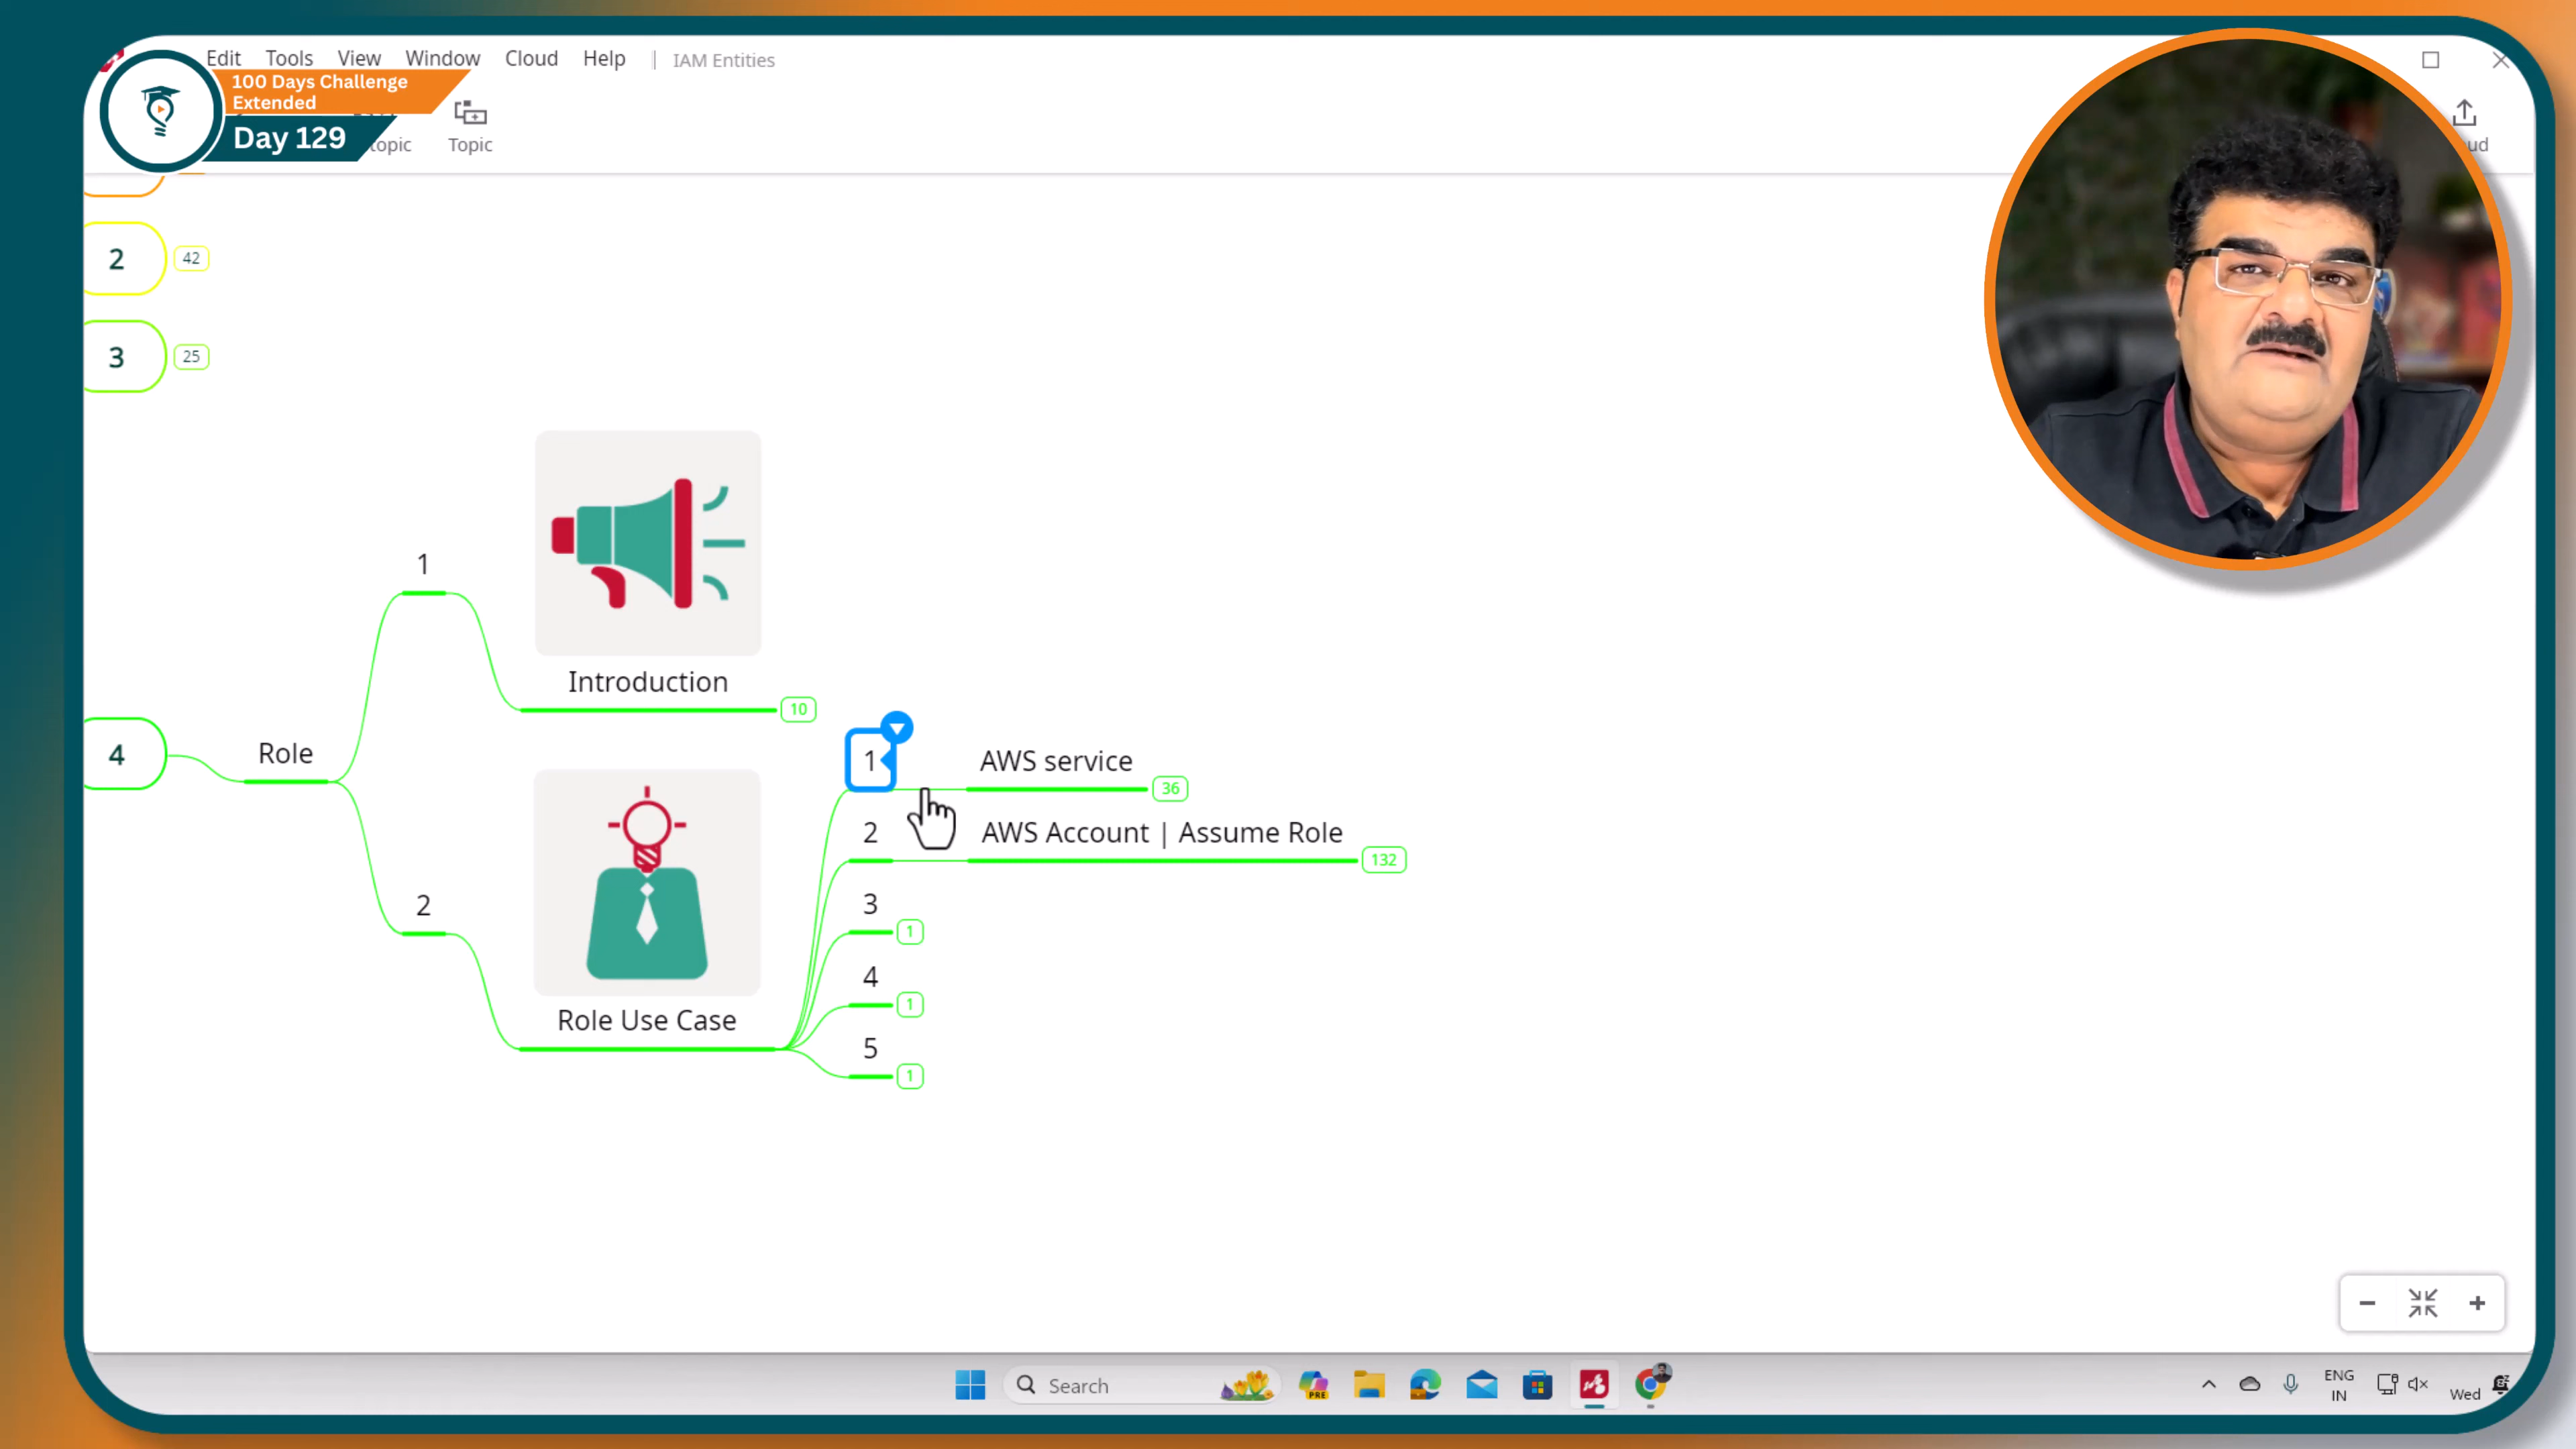 Edit Tools View Window Cloud Help | IAM Entities
100 Days Challenge
Extended
Day 129
Topic
2
42
3
25
1
Introduction
10
4
Role
1
AWS service
36
2
AWS Account | Assume Role
132
3
1
2
4
1
Role Use Case
5
1
Search
PRE
ENG
IN
Wed